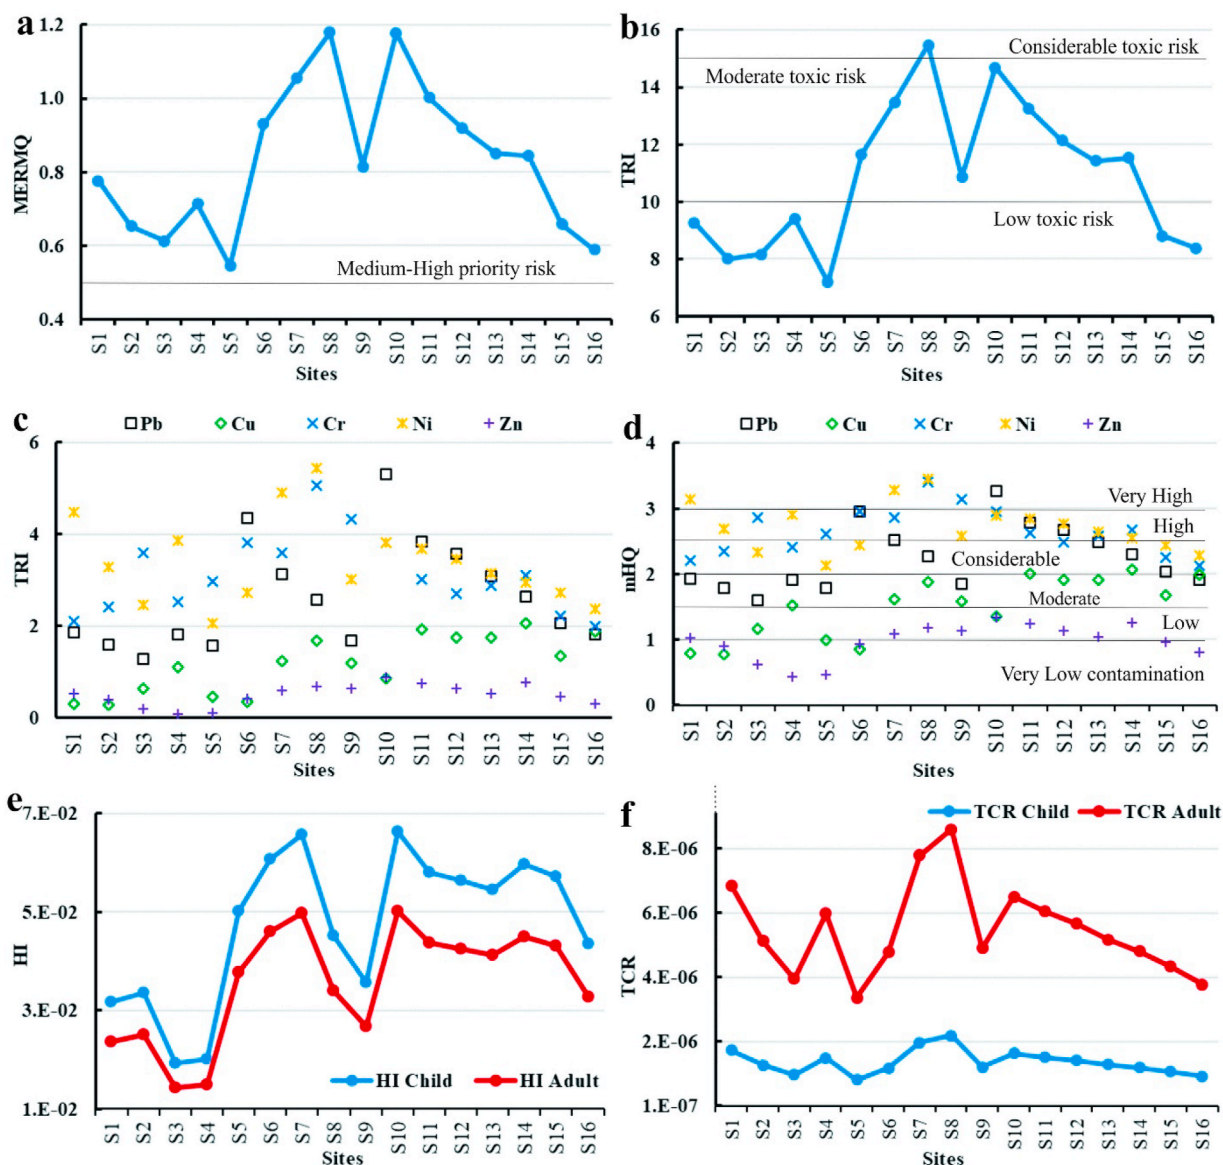 a
1.2
1.0
0.8
0.6
0.4
MERMQ
Medium-High priority risk
S1 S2 S3 S4 S5 S6 S7 S8 S9 S10 S11 S12 S13 S14 S15 S16
Sites
b
16
14
12
10
8
6
TRI
Considerable toxic risk
Moderate toxic risk
Low toxic risk
S1 S2 S3 S4 S5 S6 S7 S8 S9 S10 S11 S12 S13 S14 S15 S16
Sites
c
Pb Cu Cr Ni Zn
6
4
2
0
TRI
S1 S2 S3 S4 S5 S6 S7 S8 S9 S10 S11 S12 S13 S14 S15 S16
Sites
d
Pb Cu Cr Ni Zn
4
3
2
1
0
mHQ
Very High
High
Considerable
Moderate
Low
Very Low contamination
S1 S2 S3 S4 S5 S6 S7 S8 S9 S10 S11 S12 S13 S14 S15 S16
Sites
e
7.E-02
5.E-02
3.E-02
1.E-02
HI
HI Child HI Adult
S1 S2 S3 S4 S5 S6 S7 S8 S9 S10 S11 S12 S13 S14 S15 S16
Sites
f
TCR Child TCR Adult
8.E-06
6.E-06
4.E-06
2.E-06
1.E-07
TCR
S1 S2 S3 S4 S5 S6 S7 S8 S9 S10 S11 S12 S13 S14 S15 S16
Sites